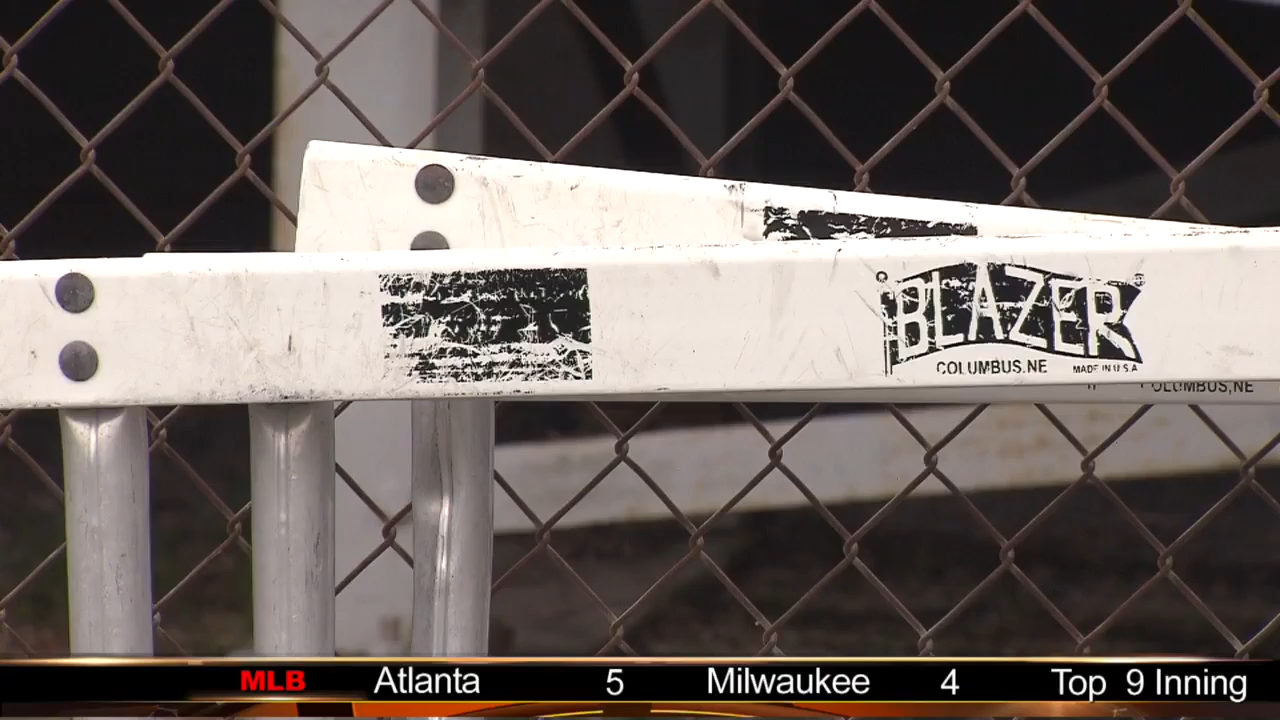 BLAZER
COLUMBUS,NE MADE IN U.S.A
COLUMBUS,NE
MLB Atlanta 5 Milwaukee 4 Top 9 Inning